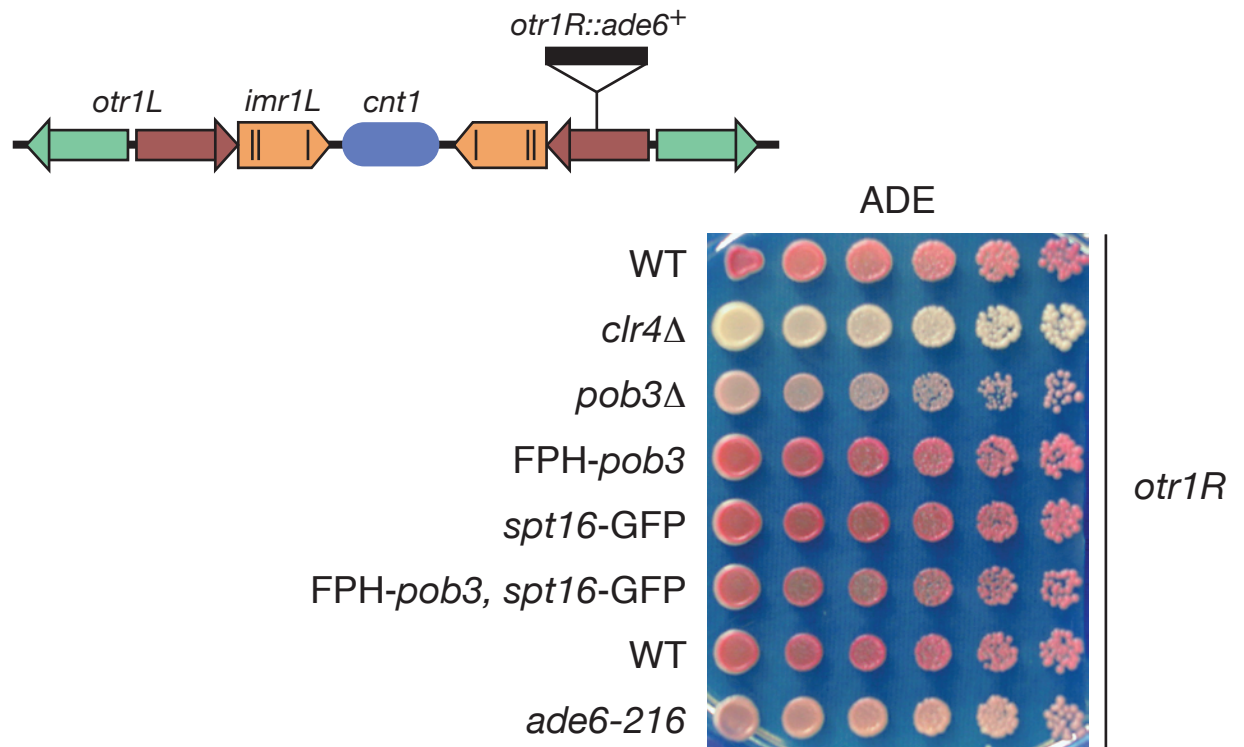 otr1R::ade6+
otr1L imr1L cnt1
ADE
WT
clr4Δ
pob3Δ
FPH-pob3
spt16-GFP
FPH-pob3, spt16-GFP
WT
ade6-216
otr1R